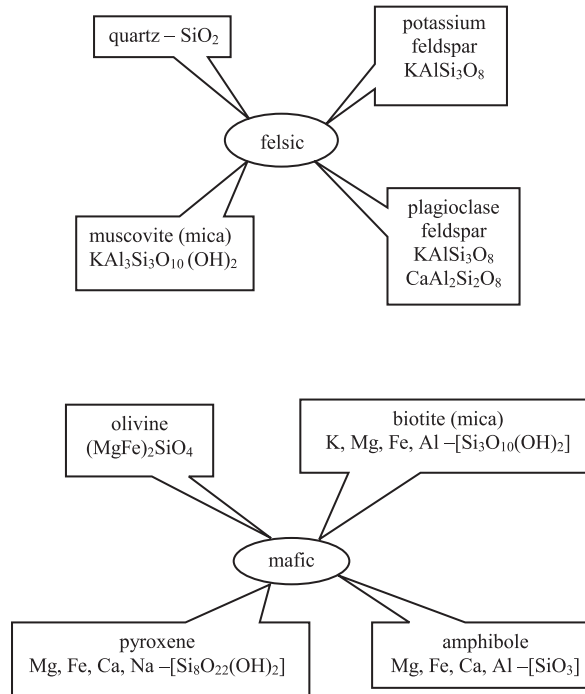 quartz – SiO₂
potassium
feldspar
KAlSi₃O₈
felsic
muscovite (mica)
KAl₃Si₃O₁₀ (OH)₂
plagioclase
feldspar
KAlSi₃O₈
CaAl₂Si₂O₈
olivine
(MgFe)₂SiO₄
biotite (mica)
K, Mg, Fe, Al –[Si₃O₁₀(OH)₂]
mafic
pyroxene
Mg, Fe, Ca, Na –[Si₈O₂₂(OH)₂]
amphibole
Mg, Fe, Ca, Al –[SiO₃]